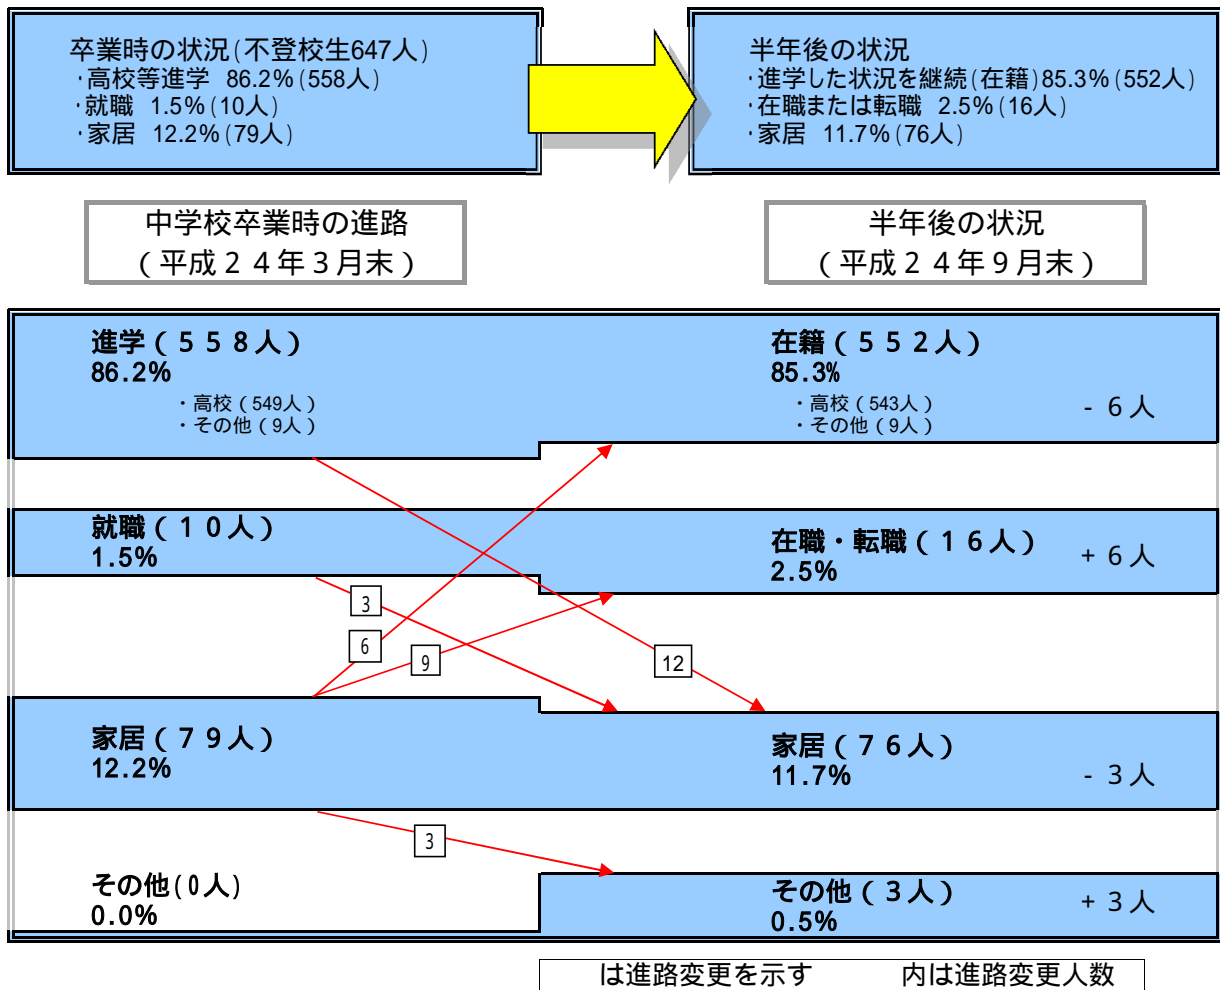 卒業時の状況(不登校生647人)
・高校等進学 86.2%(558人)
・就職 1.5%(10人)
・家居 12.2%(79人)
半年後の状況
・進学した状況を継続(在籍)85.3%(552人)
・在職または転職 2.5%(16人)
・家居 11.7%(76人)
中学校卒業時の進路
(平成24年3月末)
半年後の状況
(平成24年9月末)
進学(558人)
86.2%
・高校(549人)
・その他(9人)
在籍(552人)
85.3%
・高校(543人)
・その他(9人)
-6人
就職(10人)
1.5%
在職・転職(16人)
2.5%
+6人
3
6
9
12
家居(79人)
12.2%
家居(76人)
11.7%
-3人
3
その他(0人)
0.0%
その他(3人)
0.5%
+3人
は進路変更を示す 内は進路変更人数